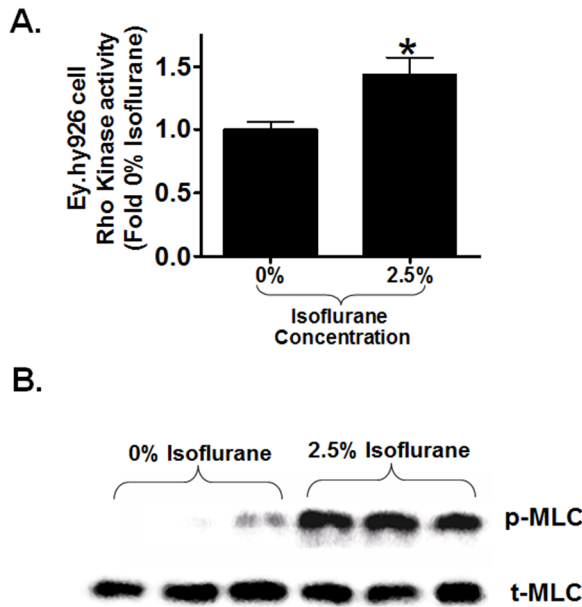 A.
Ey.hy926 cell
Rho Kinase activity
(Fold 0% Isoflurane)
1.5
1.0
0.5
0.0
*
0%
2.5%
Isoflurane
Concentration
B.
0% Isoflurane
2.5% Isoflurane
p-MLC
t-MLC